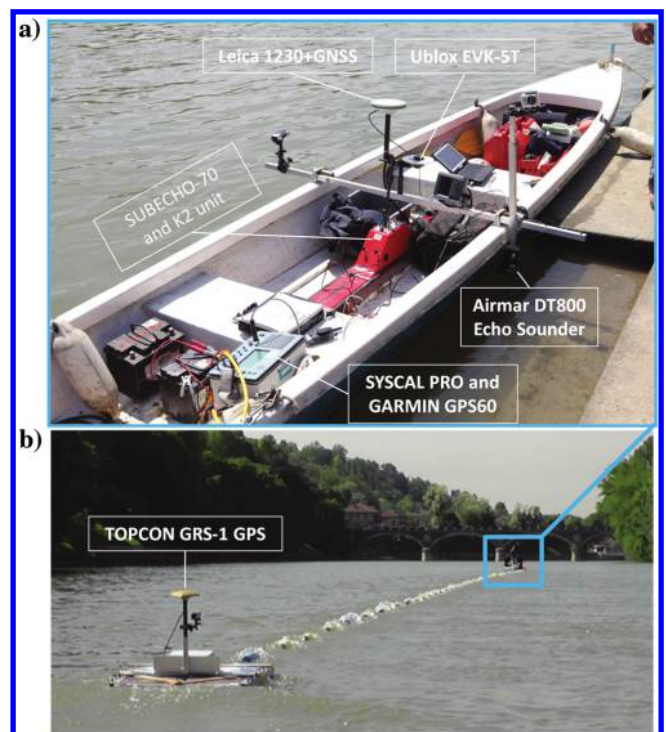 a)
Leica 1230+GNSS
Ublox EVK-5T
SUBECHO-70
and K2 unit
Airmar DT800
Echo Sounder
SYSCAL PRO and
GARMIN GPS60
b)
TOPCON GRS-1 GPS